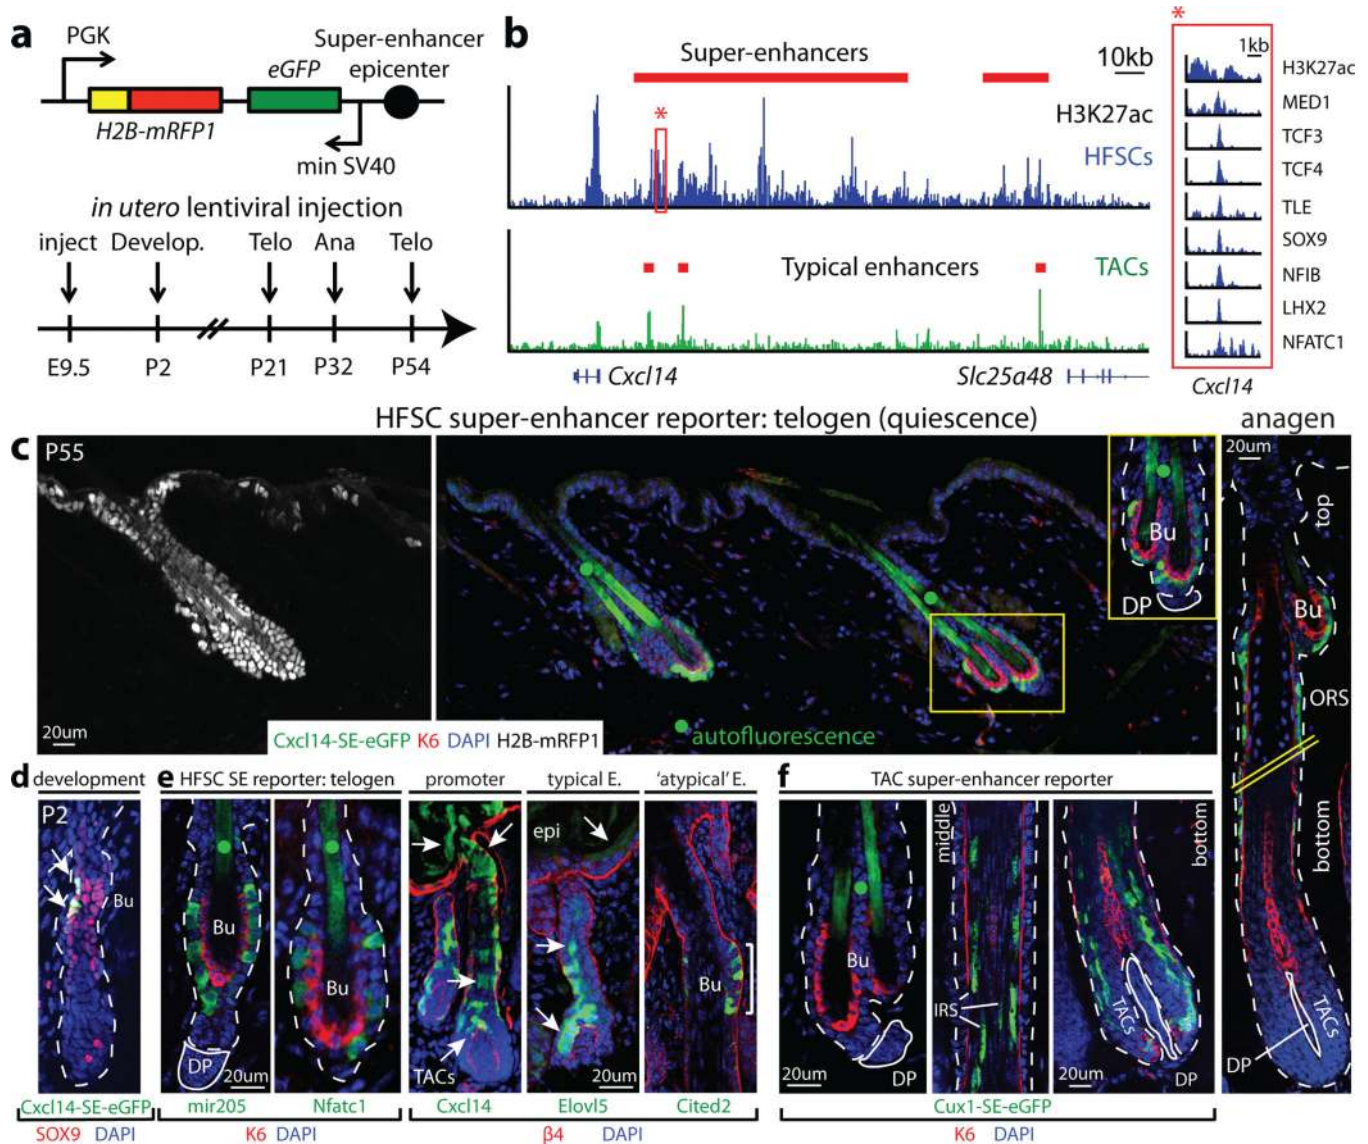 a
PGK
Super-enhancer
epicenter
eGFP
H2B-mRFP1
min SV40
in utero lentiviral injection
inject Develop. Telo Ana Telo
E9.5 P2 P21 P32 P54
b
Super-enhancers
10kb
H3K27ac
HFSCs
*
Typical enhancers
TACs
Cxcl14
Slc25a48
*
1kb
H3K27ac
MED1
TCF3
TCF4
TLE
SOX9
NFIB
LHX2
NFATC1
Cxcl14
HFSC super-enhancer reporter: telogen (quiescence)
anagen
c
P55
20um
Cxcl14-SE-eGFP K6 DAPI H2B-mRFP1
autofluorescence
Bu
DP
20um
top
Bu
ORS
bottom
TACs
DP
d
development
P2
Bu
Cxcl14-SE-eGFP
SOX9 DAPI
e
HFSC SE reporter: telogen
Bu
DP
20um
mir205
Bu
Nfatc1
K6 DAPI
promoter
TACs
Cxcl14
typical E.
epi
20um
Elovl5
'atypical' E.
Bu
Cited2
β4 DAPI
f
TAC super-enhancer reporter
Bu
20um
DP
middle
IRS
bottom
TACs
DP
Cux1-SE-eGFP
K6 DAPI